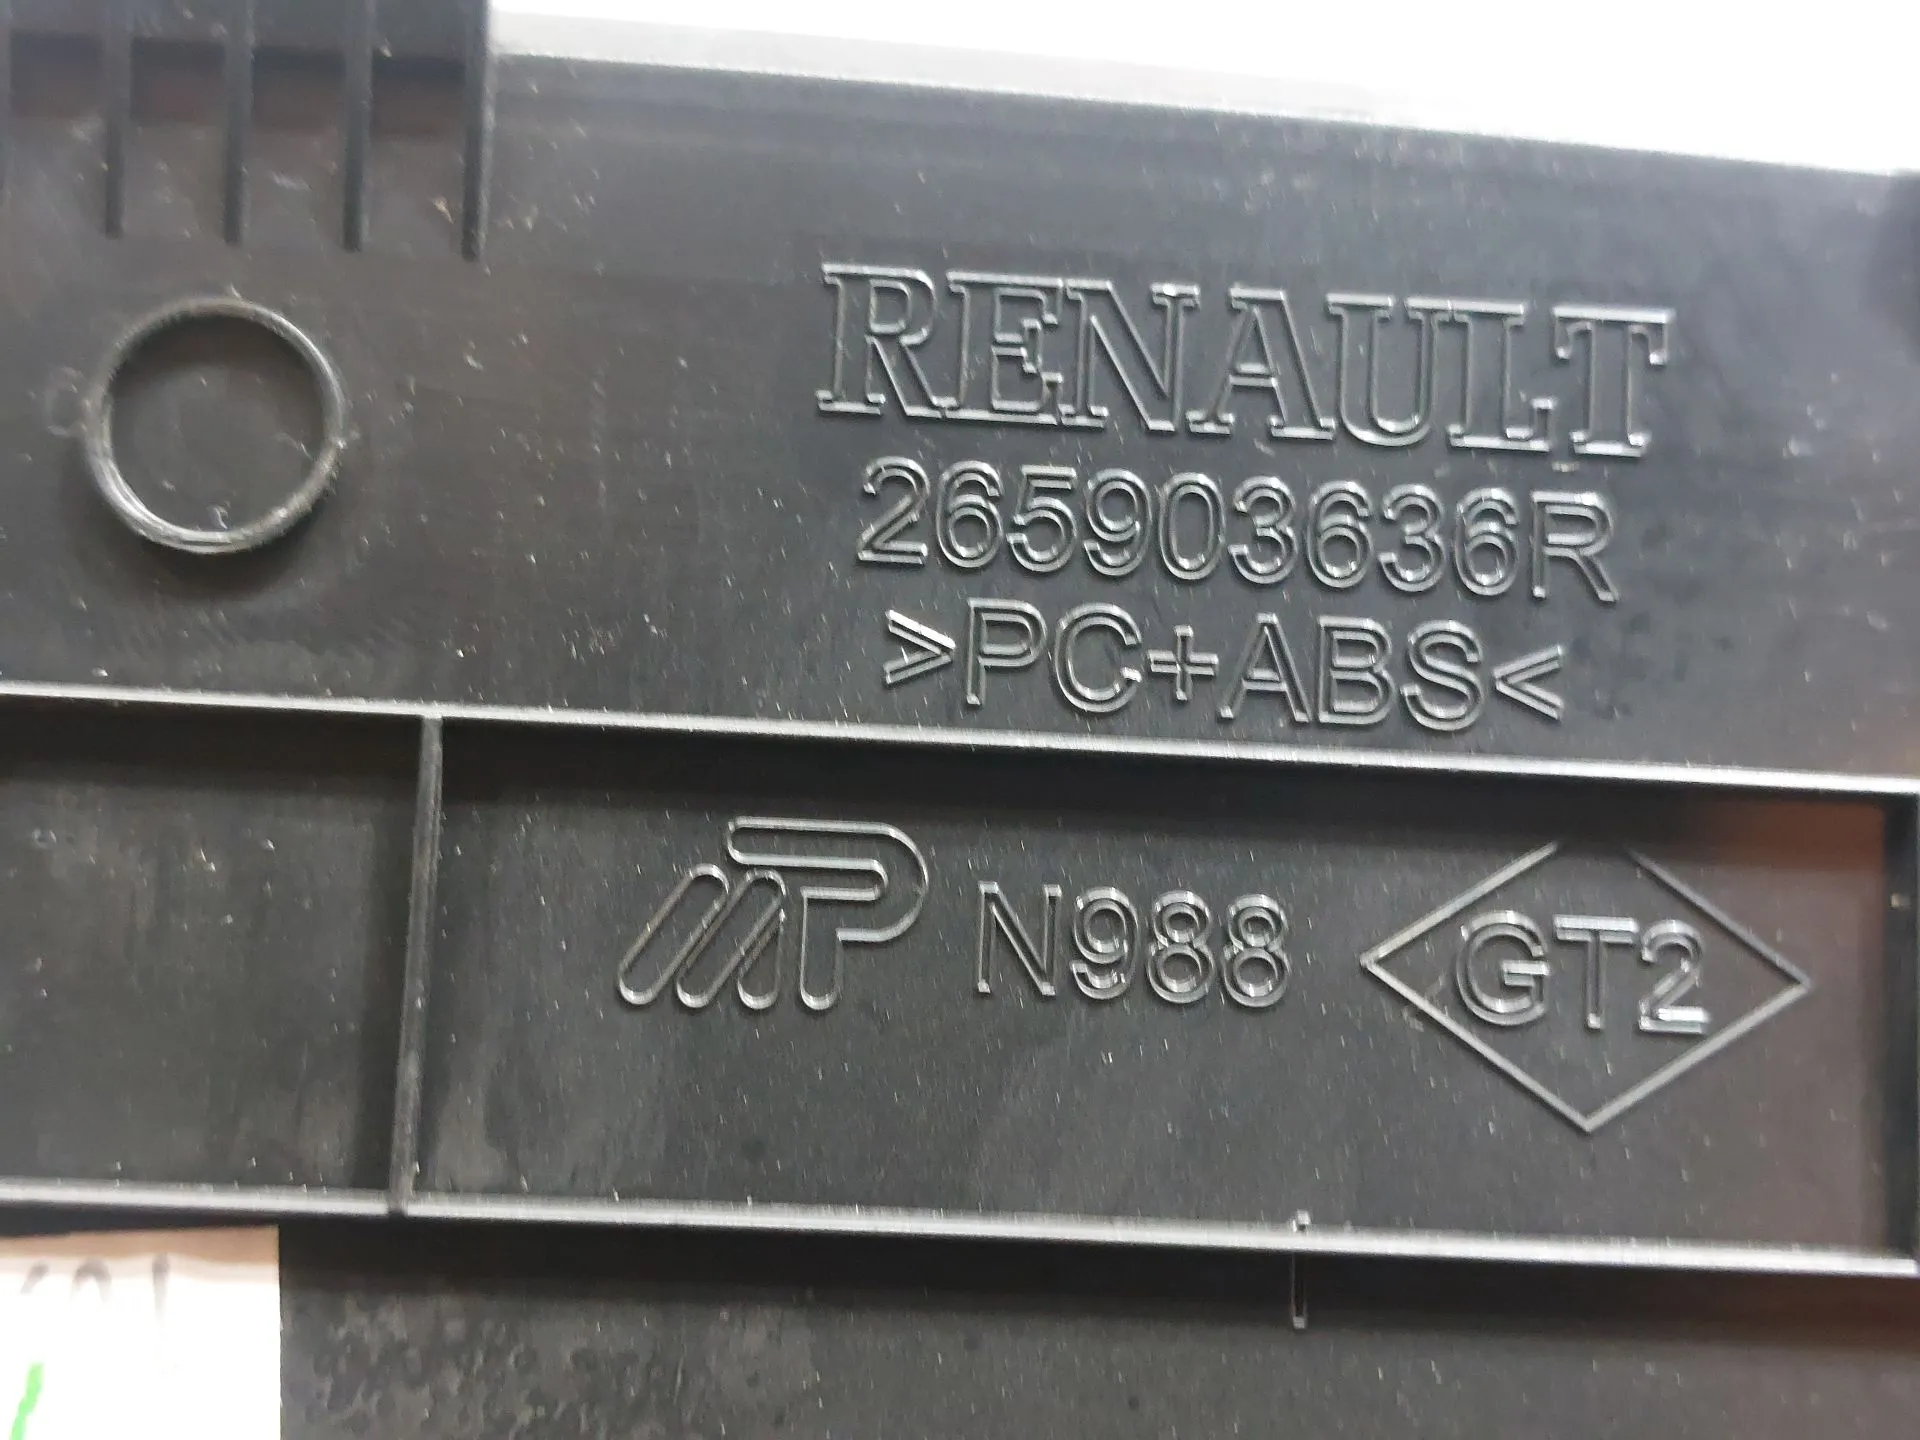 RENAULT
265903636R
>PC+ABS<
N988
GT2